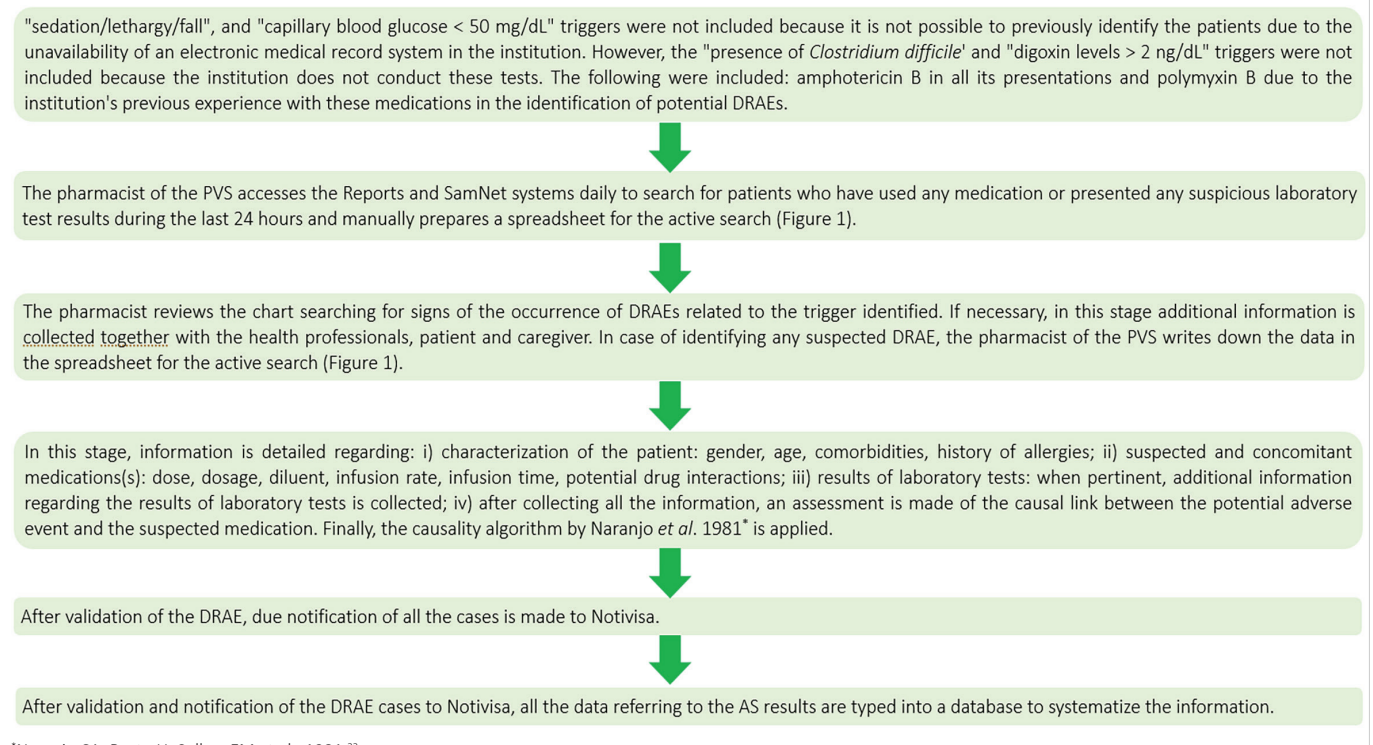 "sedation/lethargy/fall", and "capillary blood glucose < 50 mg/dL" triggers were not included because it is not possible to previously identify the patients due to the
unavailability of an electronic medical record system in the institution. However, the "presence of Clostridium difficile' and "digoxin levels > 2 ng/dL" triggers were not
included because the institution does not conduct these tests. The following were included: amphotericin B in all its presentations and polymyxin B due to the
institution's previous experience with these medications in the identification of potential DRAEs.
The pharmacist of the PVS accesses the Reports and SamNet systems daily to search for patients who have used any medication or presented any suspicious laboratory
test results during the last 24 hours and manually prepares a spreadsheet for the active search (Figure 1).
The pharmacist reviews the chart searching for signs of the occurrence of DRAEs related to the trigger identified. If necessary, in this stage additional information is
collected together with the health professionals, patient and caregiver. In case of identifying any suspected DRAE, the pharmacist of the PVS writes down the data in
the spreadsheet for the active search (Figure 1).
In this stage, information is detailed regarding: i) characterization of the patient: gender, age, comorbidities, history of allergies; ii) suspected and concomitant
medications(s): dose, dosage, diluent, infusion rate, infusion time, potential drug interactions; iii) results of laboratory tests: when pertinent, additional information
regarding the results of laboratory tests is collected; iv) after collecting all the information, an assessment is made of the causal link between the potential adverse
event and the suspected medication. Finally, the causality algorithm by Naranjo et al. 1981* is applied.
After validation of the DRAE, due notification of all the cases is made to Notivisa.
After validation and notification of the DRAE cases to Notivisa, all the data referring to the AS results are typed into a database to systematize the information.